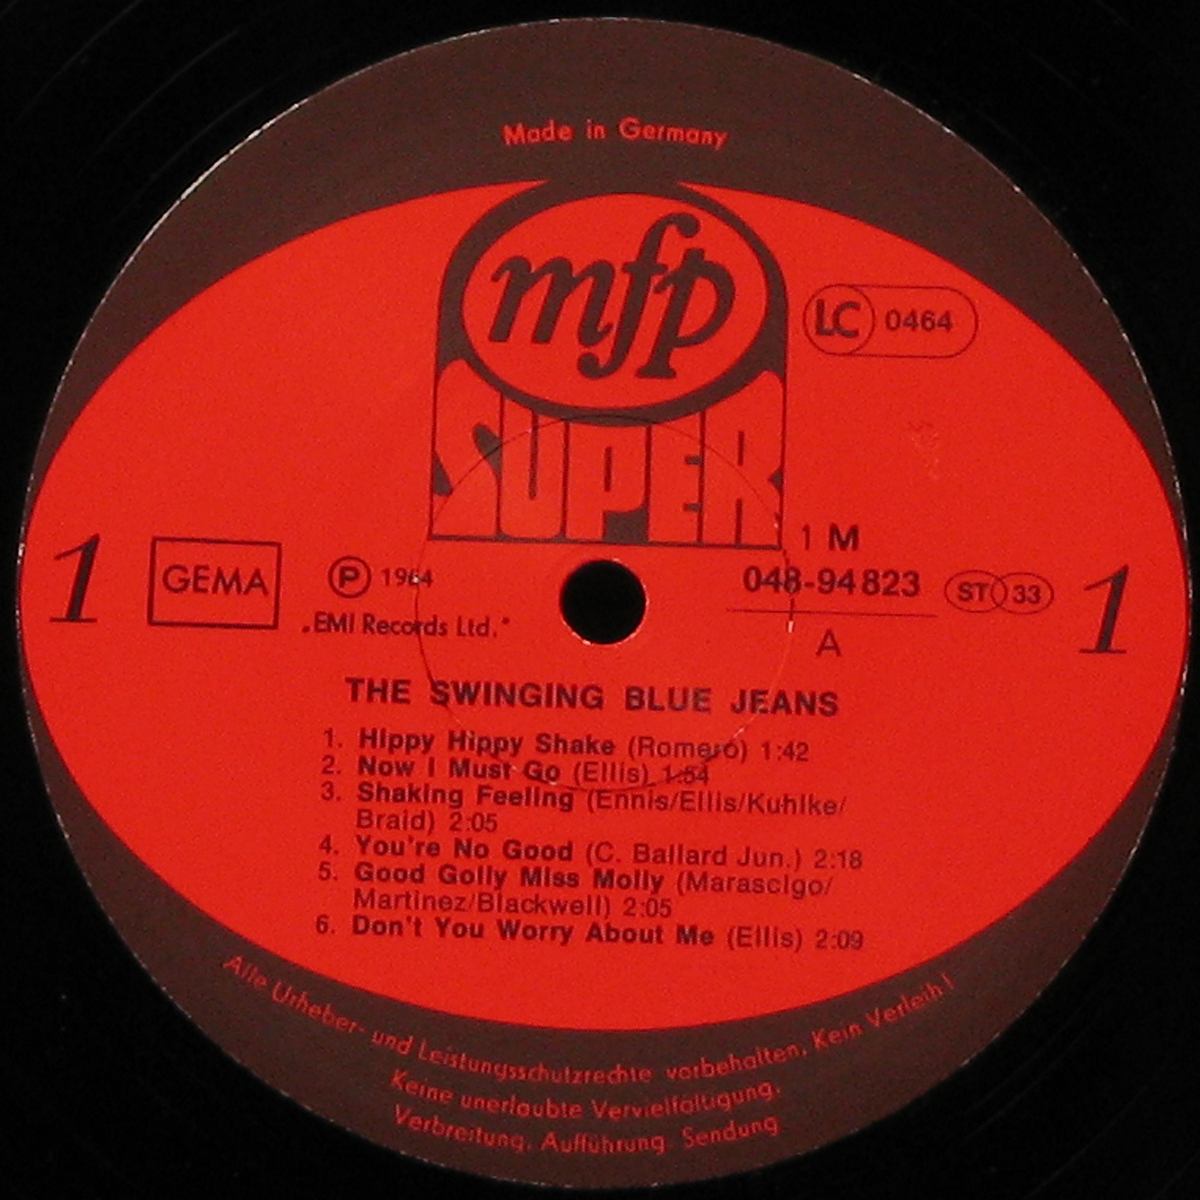 Made in Germany
mfp
LC 0464
SUPER
1 M
1 GEMA ℗ 1964 048-94823 ST 33 1
„EMI Records Ltd."
A
THE SWINGING BLUE JEANS
1. Hippy Hippy Shake (Romero) 1:42
2. Now I Must Go (Ellis) 1:54
3. Shaking Feeling (Ennis/Ellis/Kuhlke/
Braid) 2:05
4. You're No Good (C. Ballard Jun.) 2:18
5. Good Golly Miss Molly (Marascigo/
Martinez/Blackwell) 2:05
6. Don't You Worry About Me (Ellis) 2:09
Alle Urheber- und Leistungsschutzrechte vorbehalten. Kein Verleih!
Keine unerlaubte Vervielfältigung,
Verbreitung, Aufführung, Sendung